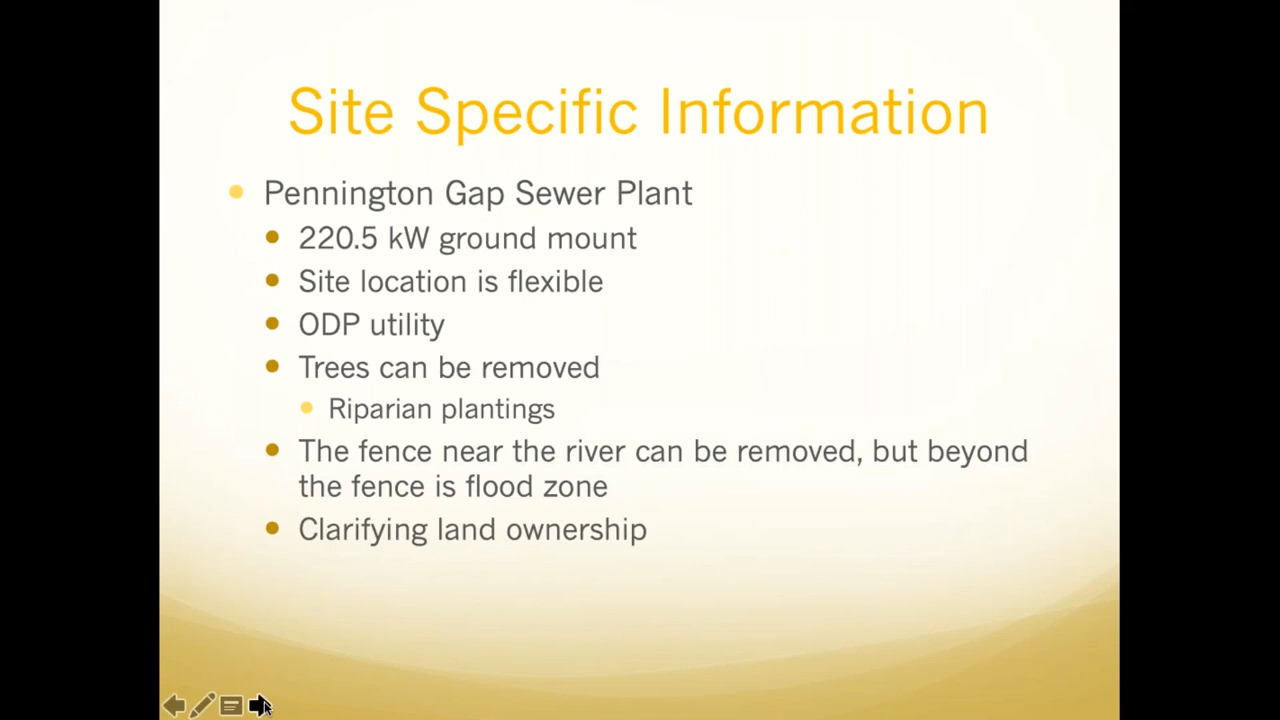 Site Specific Information
Pennington Gap Sewer Plant
220.5 kW ground mount
Site location is flexible
ODP utility
Trees can be removed
Riparian plantings
The fence near the river can be removed, but beyond
the fence is flood zone
Clarifying land ownership